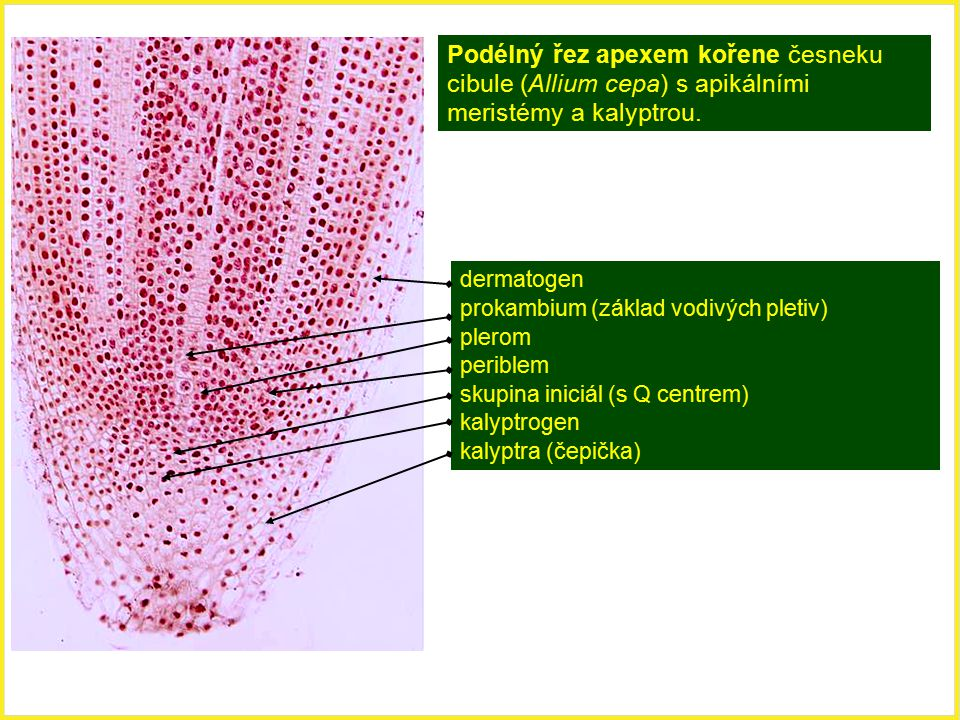 Podélný řez apexem kořene česneku
cibule (Allium cepa) s apikálními
meristémy a kalyptrou.
dermatogen
prokambium (základ vodivých pletiv)
plerom
periblem
skupina iniciál (s Q centrem)
kalyptrogen
kalyptra (čepička)